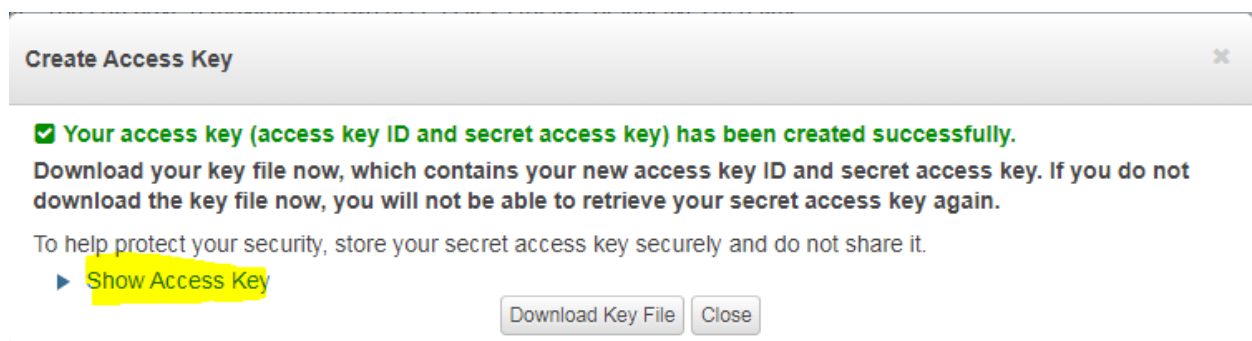 Create Access Key
Your access key (access key ID and secret access key) has been created successfully.
Download your key file now, which contains your new access key ID and secret access key. If you do not
download the key file now, you will not be able to retrieve your secret access key again.
To help protect your security, store your secret access key securely and do not share it.
Show Access Key
Download Key File Close